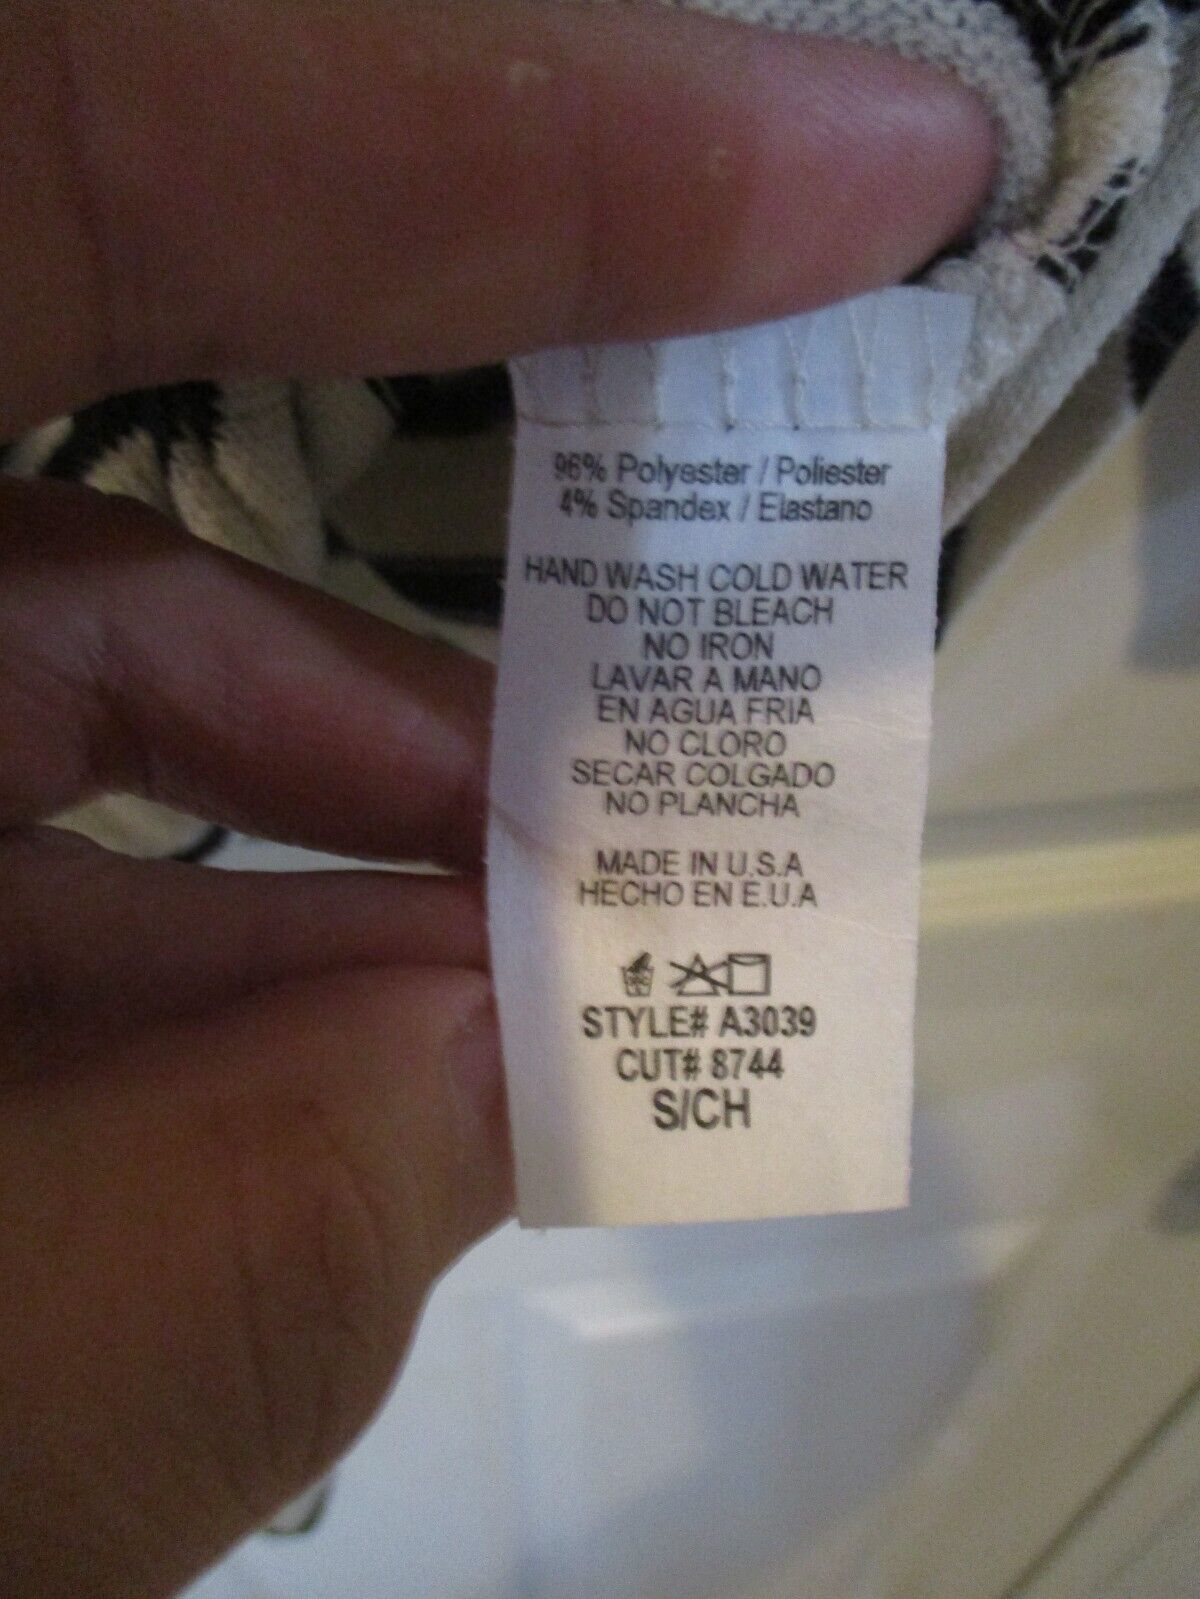 96% Polyester / Poliester
4% Spandex / Elastano
HAND WASH COLD WATER
DO NOT BLEACH
NO IRON
LAVAR A MANO
EN AGUA FRIA
NO CLORO
SECAR COLGADO
NO PLANCHA
MADE IN U.S.A
HECHO EN E.U.A
STYLE# A3039
CUT# 8744
S/CH